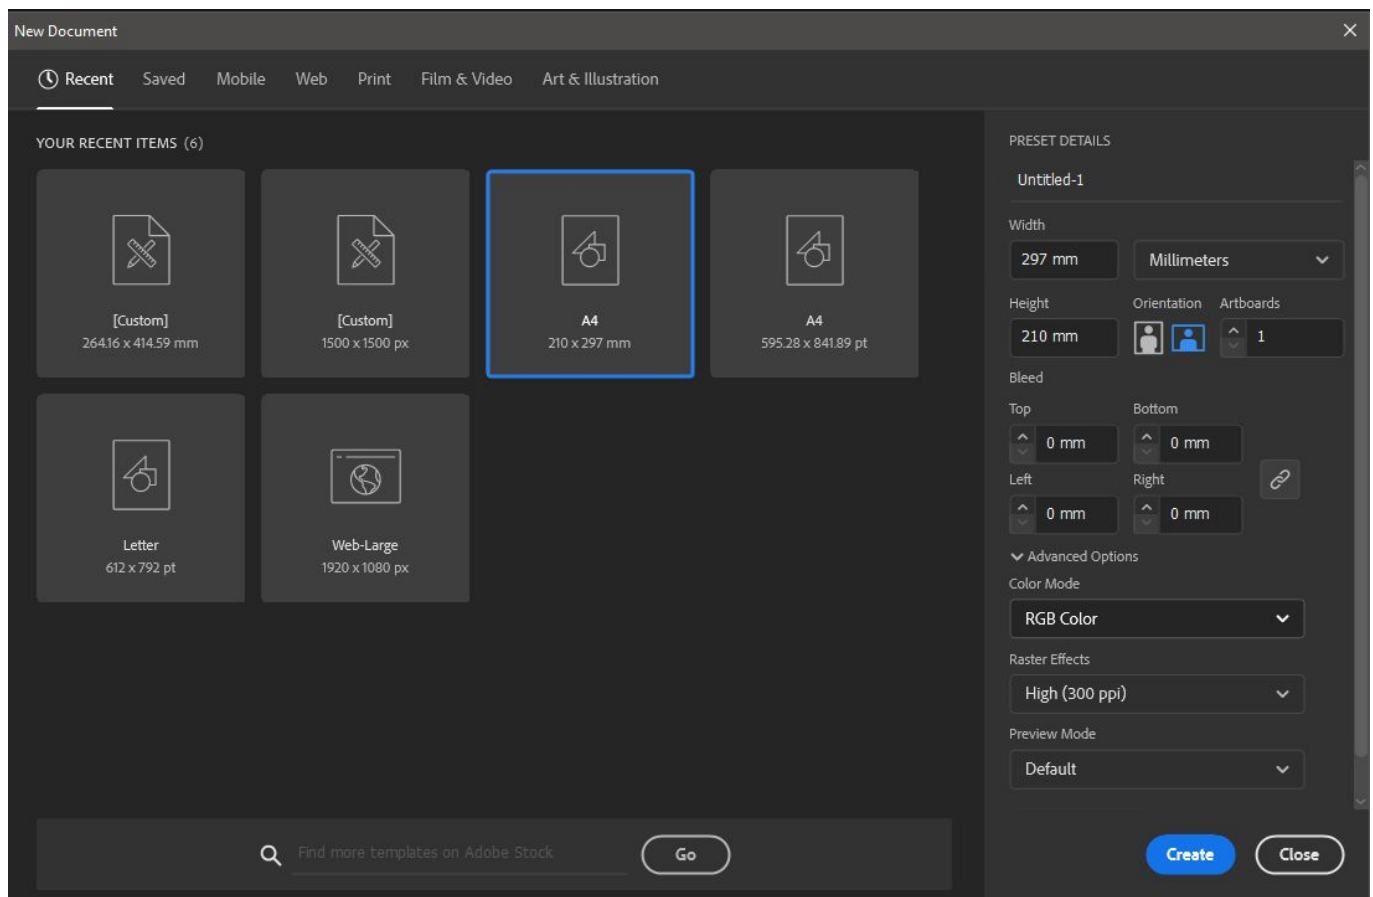 New Document
Recent Saved Mobile Web Print Film & Video Art & Illustration
YOUR RECENT ITEMS (6)
[Custom]
264.16 x 414.59 mm
[Custom]
1500 x 1500 px
A4
210 x 297 mm
A4
595.28 x 841.89 pt
Letter
612 x 792 pt
Web-Large
1920 x 1080 px
Find more templates on Adobe Stock Go
PRESET DETAILS
Untitled-1
Width
297 mm Millimeters
Height Orientation Artboards
210 mm 1
Bleed
Top Bottom
0 mm 0 mm
Left Right
0 mm 0 mm
Advanced Options
Color Mode
RGB Color
Raster Effects
High (300 ppi)
Preview Mode
Default
Create Close